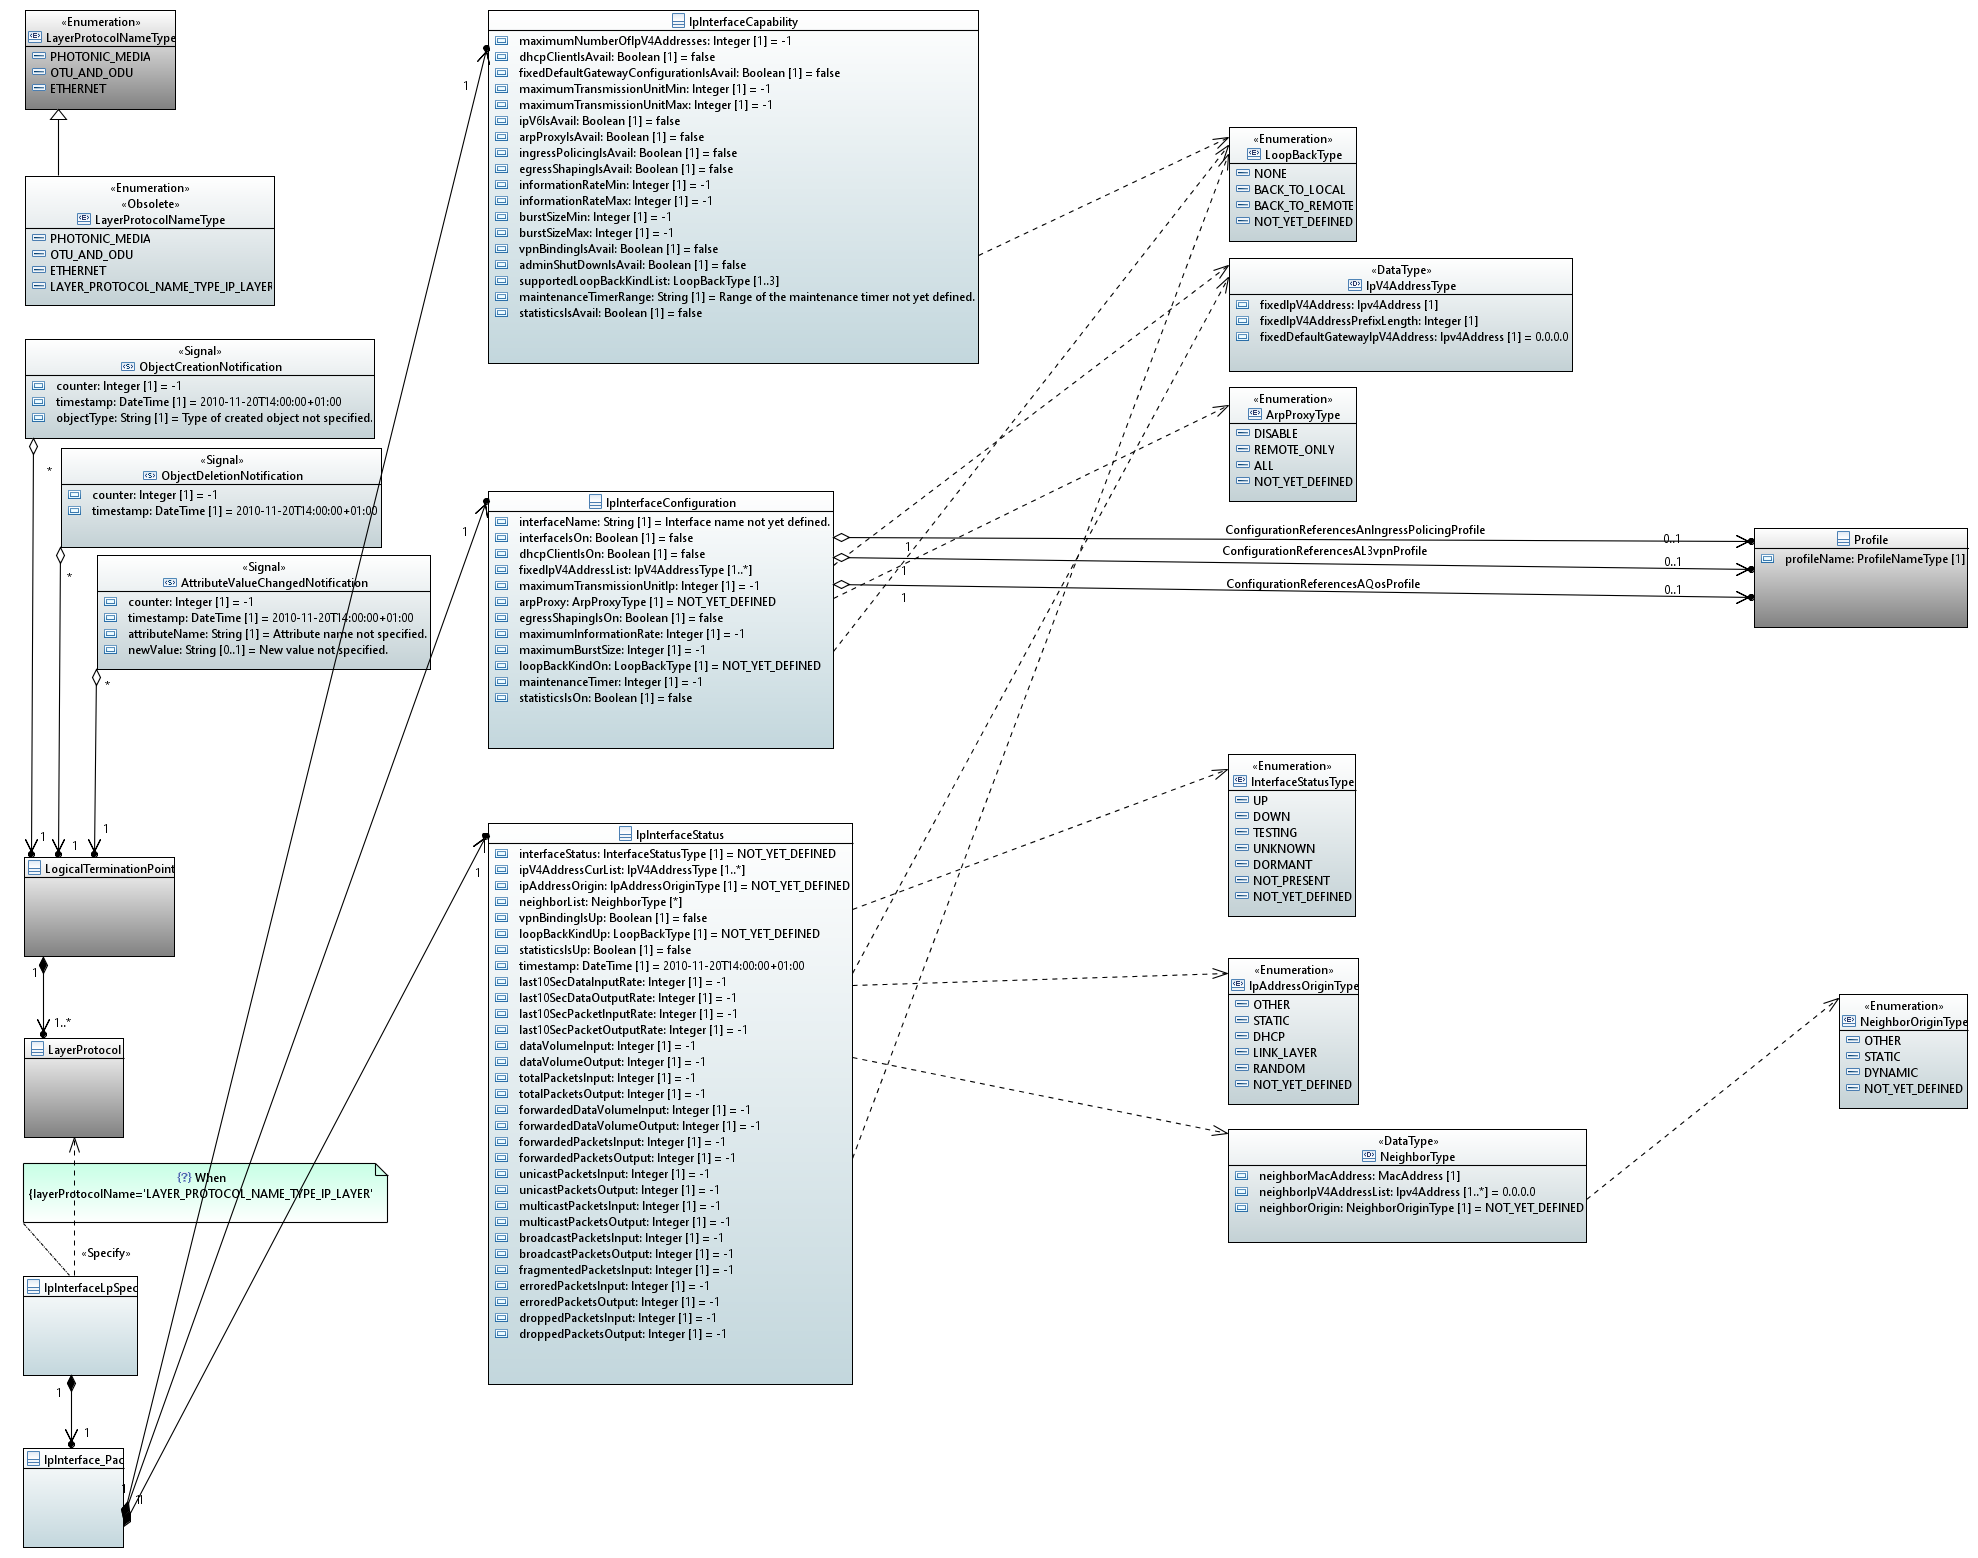 «Enumeration»
LayerProtocolNameType
PHOTONIC_MEDIA
OTU_AND_ODU
ETHERNET
«Enumeration»
«Obsolete»
LayerProtocolNameType
PHOTONIC_MEDIA
OTU_AND_ODU
ETHERNET
LAYER_PROTOCOL_NAME_TYPE_IP_LAYER
«Signal»
ObjectCreationNotification
counter: Integer [1] = -1
timestamp: DateTime [1] = 2010-11-20T14:00:00+01:00
objectType: String [1] = Type of created object not specified.
*
«Signal»
ObjectDeletionNotification
counter: Integer [1] = -1
timestamp: DateTime [1] = 2010-11-20T14:00:00+01:00
*
«Signal»
AttributeValueChangedNotification
counter: Integer [1] = -1
timestamp: DateTime [1] = 2010-11-20T14:00:00+01:00
attributeName: String [1] = Attribute name not specified.
newValue: String [0..1] = New value not specified.
*
1
1
1
LogicalTerminationPoint
1
1..*
LayerProtocol
{?} When
{layerProtocolName='LAYER_PROTOCOL_NAME_TYPE_IP_LAYER'
«Specify»
IpInterfaceLpSpec
1
1
IpInterface_Pac
1
1
1
1
IpInterfaceCapability
maximumNumberOfIpV4Addresses: Integer [1] = -1
dhcpClientIsAvail: Boolean [1] = false
fixedDefaultGatewayConfigurationIsAvail: Boolean [1] = false
maximumTransmissionUnitMin: Integer [1] = -1
maximumTransmissionUnitMax: Integer [1] = -1
ipV6IsAvail: Boolean [1] = false
arpProxyIsAvail: Boolean [1] = false
ingressPolicingIsAvail: Boolean [1] = false
egressShapingIsAvail: Boolean [1] = false
informationRateMin: Integer [1] = -1
informationRateMax: Integer [1] = -1
burstSizeMin: Integer [1] = -1
burstSizeMax: Integer [1] = -1
vpnBindingIsAvail: Boolean [1] = false
adminShutDownIsAvail: Boolean [1] = false
supportedLoopBackKindList: LoopBackType [1..3]
maintenanceTimerRange: String [1] = Range of the maintenance timer not yet defined.
statisticsIsAvail: Boolean [1] = false
1
IpInterfaceConfiguration
interfaceName: String [1] = Interface name not yet defined.
interfaceIsOn: Boolean [1] = false
dhcpClientIsOn: Boolean [1] = false
fixedIpV4AddressList: IpV4AddressType [1..*]
maximumTransmissionUnitIp: Integer [1] = -1
arpProxy: ArpProxyType [1] = NOT_YET_DEFINED
egressShapingIsOn: Boolean [1] = false
maximumInformationRate: Integer [1] = -1
maximumBurstSize: Integer [1] = -1
loopBackKindOn: LoopBackType [1] = NOT_YET_DEFINED
maintenanceTimer: Integer [1] = -1
statisticsIsOn: Boolean [1] = false
1
IpInterfaceStatus
interfaceStatus: InterfaceStatusType [1] = NOT_YET_DEFINED
ipV4AddressCurList: IpV4AddressType [1..*]
ipAddressOrigin: IpAddressOriginType [1] = NOT_YET_DEFINED
neighborList: NeighborType [*]
vpnBindingIsUp: Boolean [1] = false
loopBackKindUp: LoopBackType [1] = NOT_YET_DEFINED
statisticsIsUp: Boolean [1] = false
timestamp: DateTime [1] = 2010-11-20T14:00:00+01:00
last10SecDataInputRate: Integer [1] = -1
last10SecDataOutputRate: Integer [1] = -1
last10SecPacketInputRate: Integer [1] = -1
last10SecPacketOutputRate: Integer [1] = -1
dataVolumeInput: Integer [1] = -1
dataVolumeOutput: Integer [1] = -1
totalPacketsInput: Integer [1] = -1
totalPacketsOutput: Integer [1] = -1
forwardedDataVolumeInput: Integer [1] = -1
forwardedDataVolumeOutput: Integer [1] = -1
forwardedPacketsInput: Integer [1] = -1
forwardedPacketsOutput: Integer [1] = -1
unicastPacketsInput: Integer [1] = -1
unicastPacketsOutput: Integer [1] = -1
multicastPacketsInput: Integer [1] = -1
multicastPacketsOutput: Integer [1] = -1
broadcastPacketsInput: Integer [1] = -1
broadcastPacketsOutput: Integer [1] = -1
fragmentedPacketsInput: Integer [1] = -1
erroredPacketsInput: Integer [1] = -1
erroredPacketsOutput: Integer [1] = -1
droppedPacketsInput: Integer [1] = -1
droppedPacketsOutput: Integer [1] = -1
«Enumeration»
LoopBackType
NONE
BACK_TO_LOCAL
BACK_TO_REMOTE
NOT_YET_DEFINED
«DataType»
IpV4AddressType
fixedIpV4Address: Ipv4Address [1]
fixedIpV4AddressPrefixLength: Integer [1]
fixedDefaultGatewayIpV4Address: Ipv4Address [1] = 0.0.0.0
«Enumeration»
ArpProxyType
DISABLE
REMOTE_ONLY
ALL
NOT_YET_DEFINED
ConfigurationReferencesAnIngressPolicingProfile
1
0..1
ConfigurationReferencesAL3vpnProfile
1
0..1
ConfigurationReferencesAQosProfile
1
0..1
Profile
profileName: ProfileNameType [1]
«Enumeration»
InterfaceStatusType
UP
DOWN
TESTING
UNKNOWN
DORMANT
NOT_PRESENT
NOT_YET_DEFINED
«Enumeration»
IpAddressOriginType
OTHER
STATIC
DHCP
LINK_LAYER
RANDOM
NOT_YET_DEFINED
«DataType»
NeighborType
neighborMacAddress: MacAddress [1]
neighborIpV4AddressList: Ipv4Address [1..*] = 0.0.0.0
neighborOrigin: NeighborOriginType [1] = NOT_YET_DEFINED
«Enumeration»
NeighborOriginType
OTHER
STATIC
DYNAMIC
NOT_YET_DEFINED